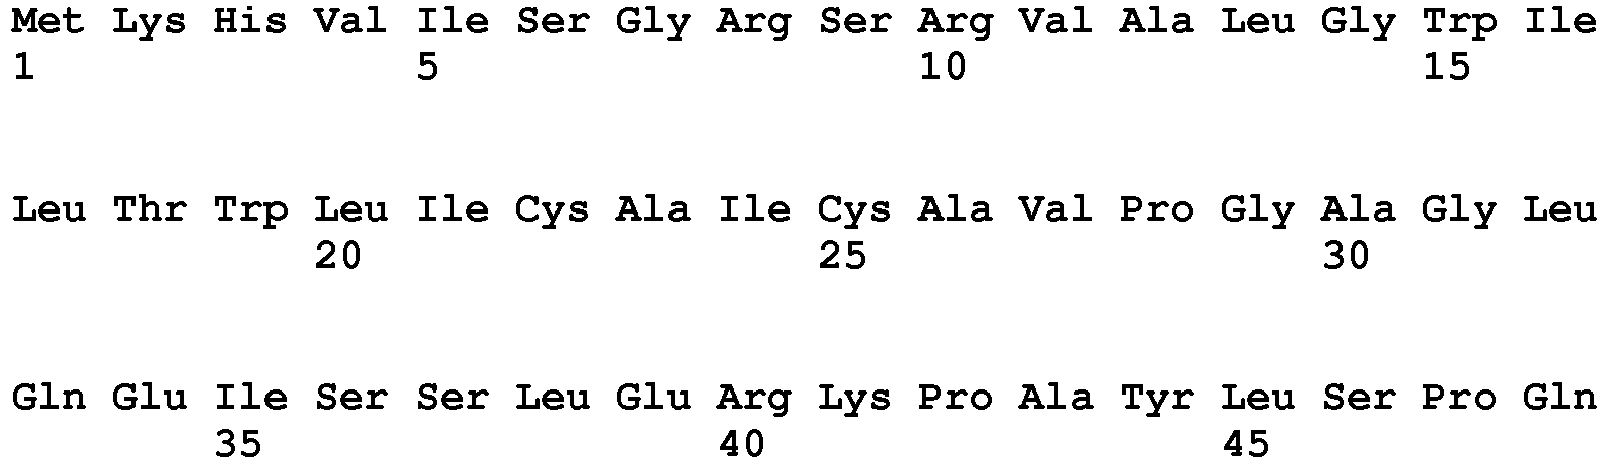 Met Lys His Val Ile Ser Gly Arg Ser Arg Val Ala Leu Gly Trp Ile
1 5 10 15
Leu Thr Trp Leu Ile Cys Ala Ile Cys Ala Val Pro Gly Ala Gly Leu
20 25 30
Gln Glu Ile Ser Ser Leu Glu Arg Lys Pro Ala Tyr Leu Ser Pro Gln
35 40 45